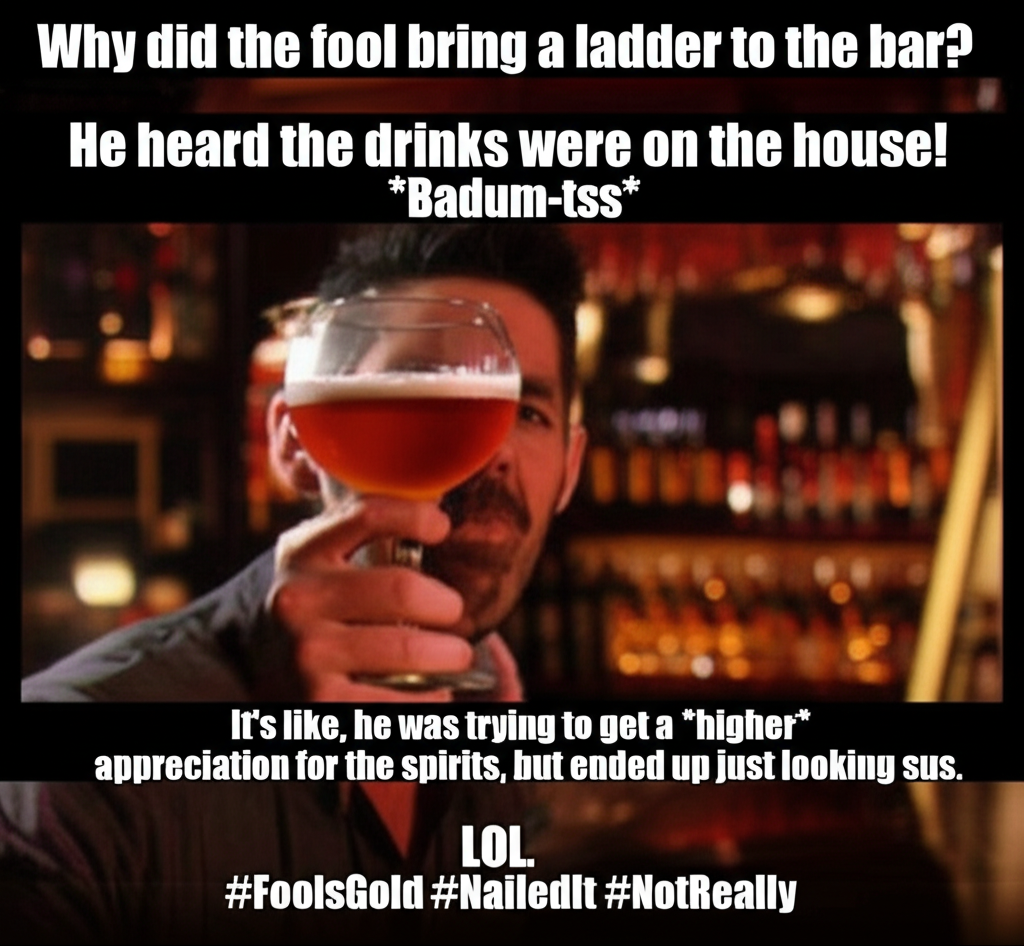 Why did the fool bring a ladder to the bar?
He heard the drinks were on the house!
*Badum-tss*
It's like, he was trying to get a *higher*
appreciation for the spirits, but ended up just looking sus.
LOL.
#FoolsGold #NailedIt #NotReally